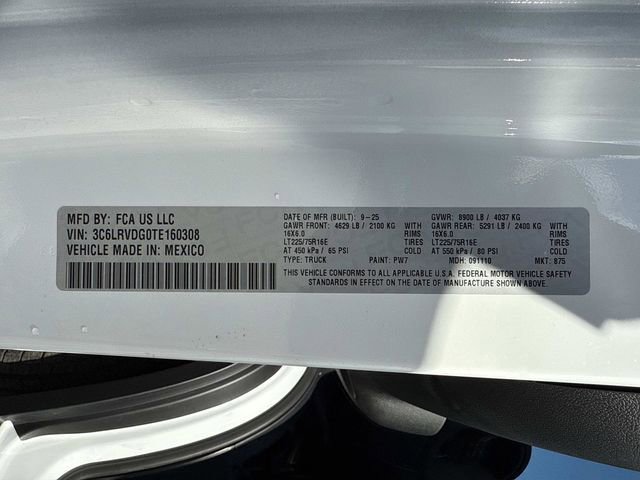 MFD BY: FCA US LLC
VIN: 3C6LRVDG0TE160308
VEHICLE MADE IN: MEXICO
DATE OF MFR (BUILT): 9-25
GAWR FRONT: 4629 LB / 2100 KG WITH
16X6.0 RIMS
LT225/75R16E TIRES
AT 450 kPa / 65 PSI COLD
TYPE: TRUCK PAINT: PW7
GVWR: 8900 LB / 4037 KG
GAWR REAR: 5291 LB / 2400 KG WITH
16X6.0 RIMS
LT225/75R16E TIRES
AT 550 kPa / 80 PSI COLD
MDH: 091110 MKT: 875
THIS VEHICLE CONFORMS TO ALL APPLICABLE U.S.A. FEDERAL MOTOR VEHICLE SAFETY
STANDARDS IN EFFECT ON THE DATE OF MANUFACTURE SHOWN ABOVE.